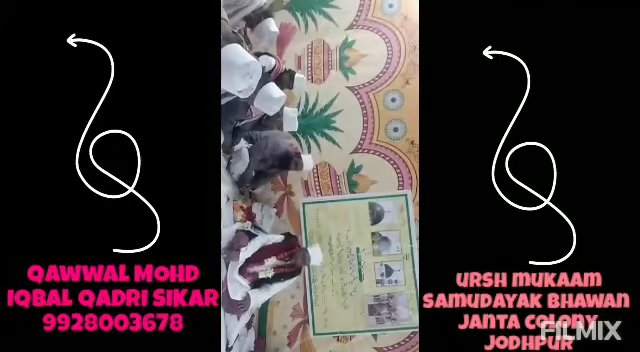 QAWWAL MOHD
IQBAL QADRI SIKAR
9928003678
URSH MUKAAM
SAMUDAYAK BHAWAN
JANTA COLONY
JODHPUR
FILMIX